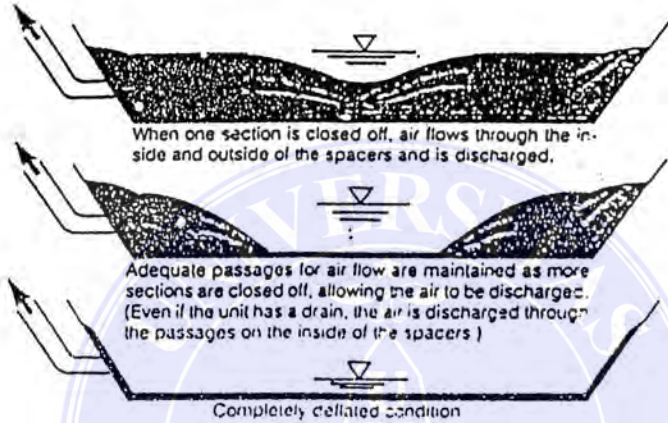 When one section is closed off, air flows through the in-
side and outside of the spacers and is discharged.
Adequate passages for air flow are maintained as more
sections are closed off, allowing the air to be discharged.
(Even if the unit has a drain, the air is discharged through
the passages on the inside of the spacers)
Completely deflated condition
UNIVERSITAS